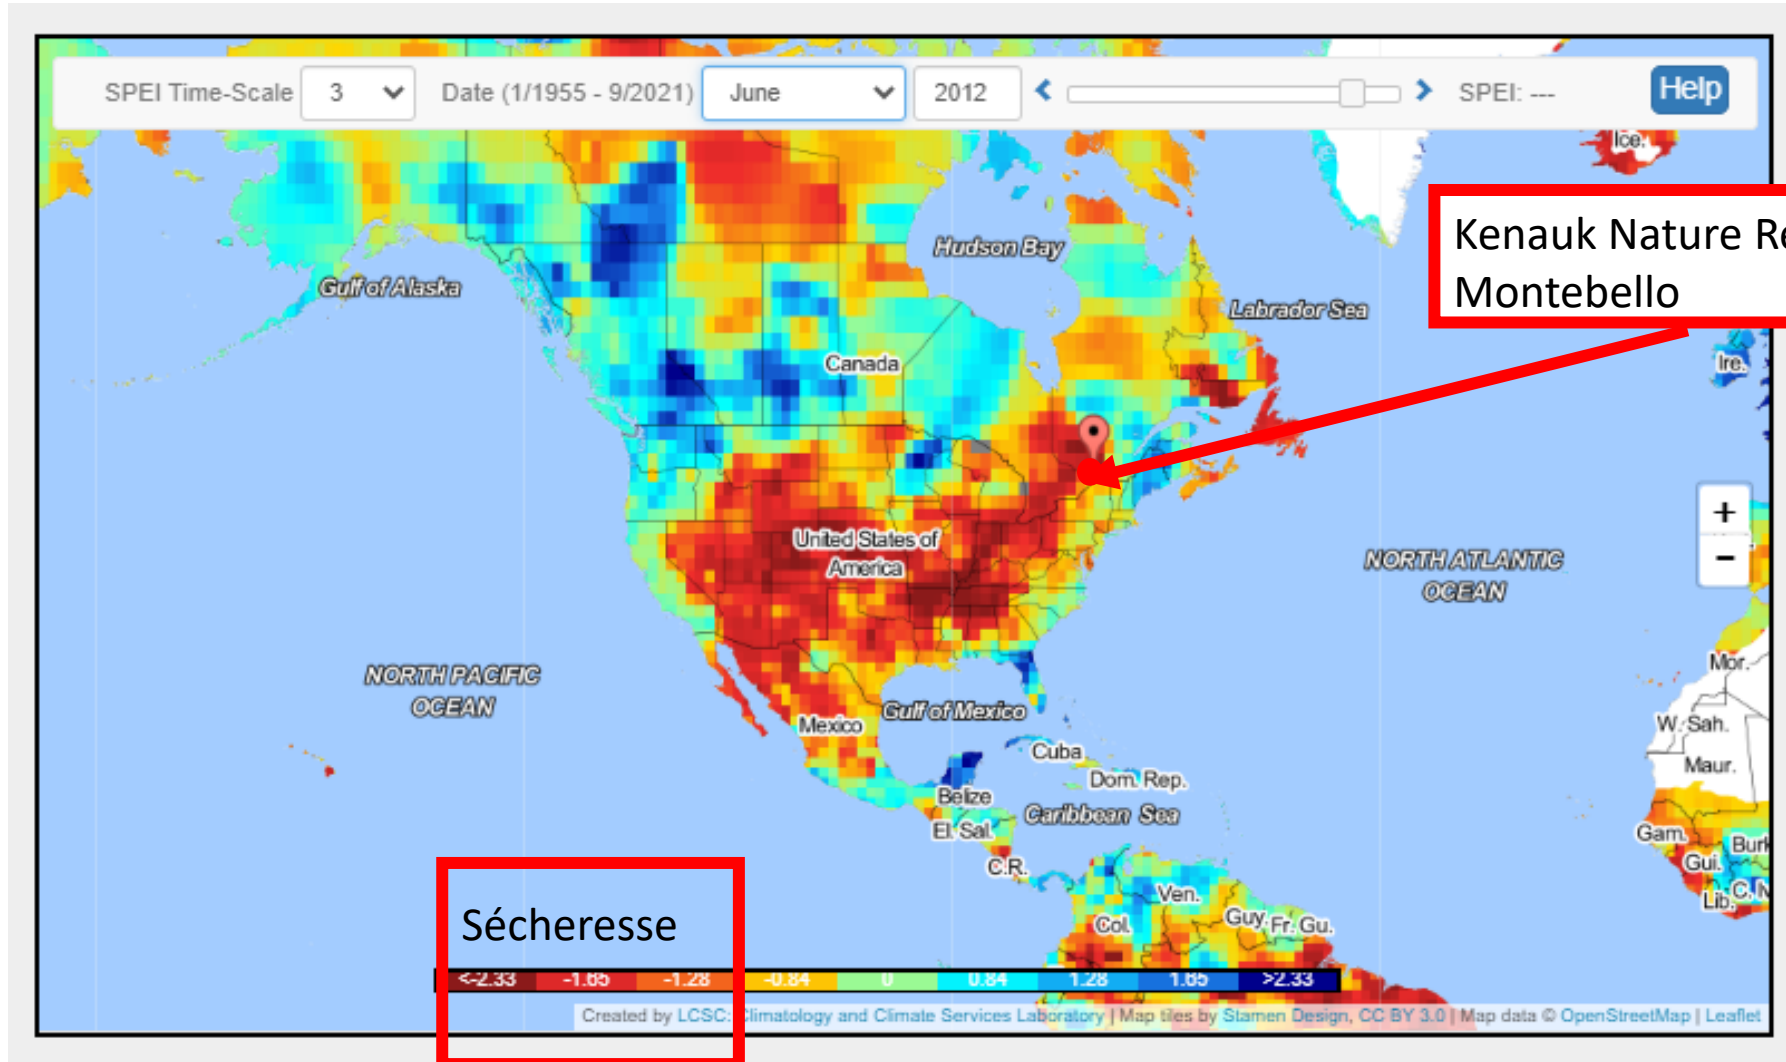 SPEI Time-Scale 3 Date (1/1955 - 9/2021) June 2012 SPEI: --- Help
Ice.
Kenauk Nature Re
Montebello
Hudson Bay
Gulf of Alaska
Labrador Sea
Canada
Ire.
+
United States of
America
−
NORTH ATLANTIC
OCEAN
NORTH PACIFIC
OCEAN
Mor.
Gulf of Mexico
Mexico
W. Sah.
Cuba
Maur.
Dom. Rep.
Belize
Caribbean Sea
El. Sal.
Gam.
Burk
C.R.
Gui.
Ven.
Lib.
C. N
Sécheresse
Col.
Guy.
Fr. Gu.
<-2.33 -1.65 -1.28 -0.84 0 0.84 1.28 1.65 >2.33
Created by LCSC: Climatology and Climate Services Laboratory | Map tiles by Stamen Design, CC BY 3.0 | Map data © OpenStreetMap | Leaflet